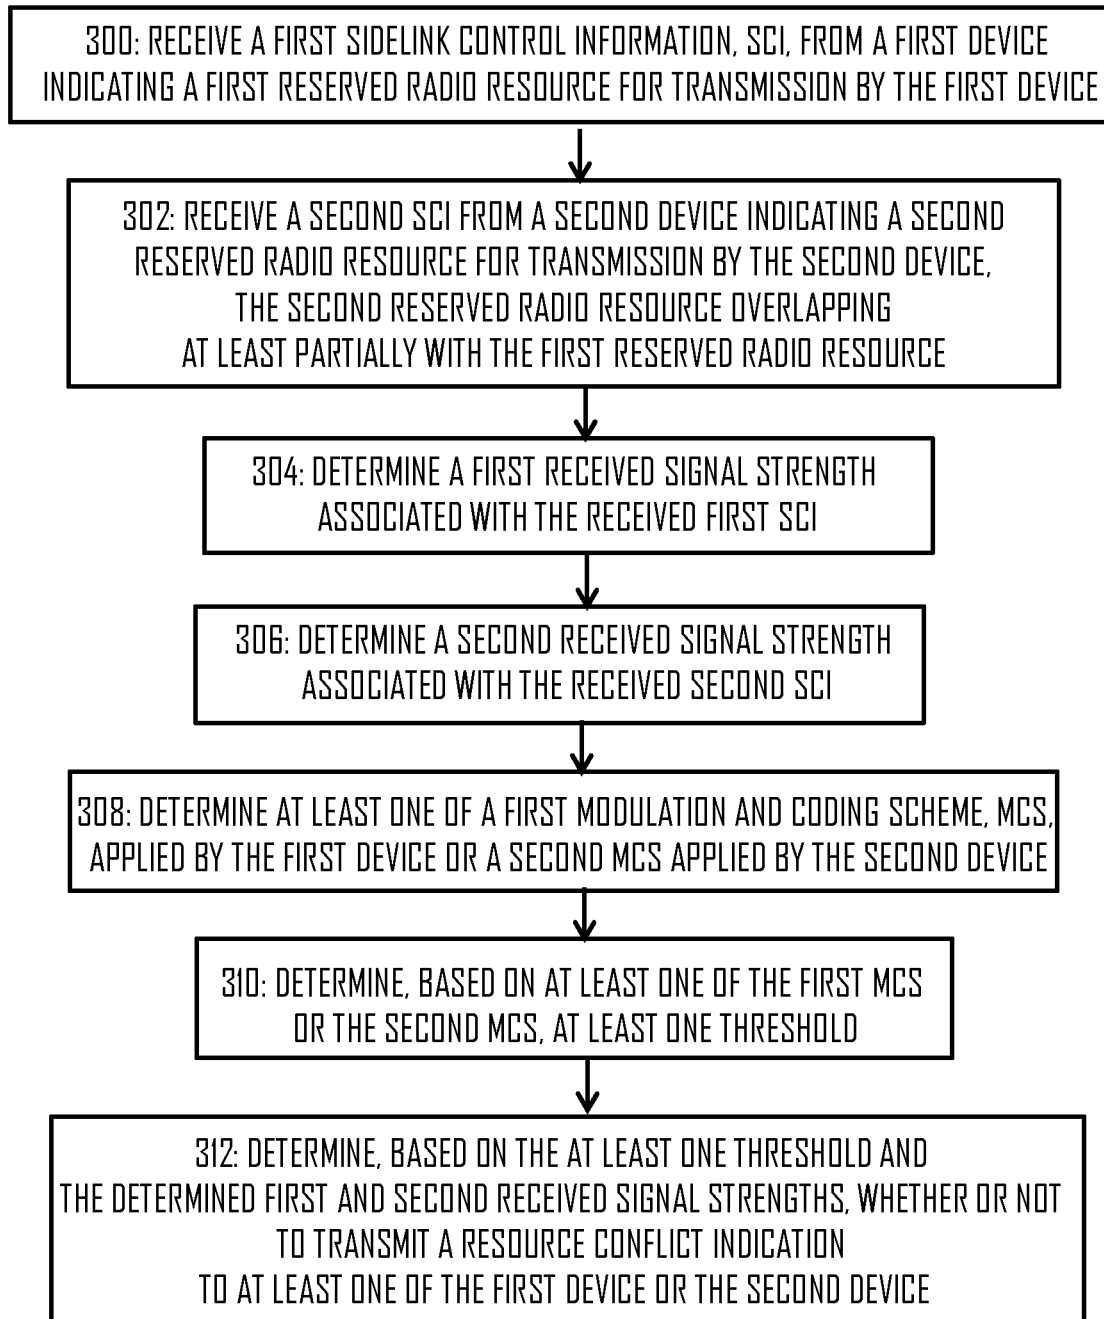 300: RECEIVE A FIRST SIDELINK CONTROL INFORMATION, SCI, FROM A FIRST DEVICE
INDICATING A FIRST RESERVED RADIO RESOURCE FOR TRANSMISSION BY THE FIRST DEVICE
302: RECEIVE A SECOND SCI FROM A SECOND DEVICE INDICATING A SECOND
RESERVED RADIO RESOURCE FOR TRANSMISSION BY THE SECOND DEVICE,
THE SECOND RESERVED RADIO RESOURCE OVERLAPPING
AT LEAST PARTIALLY WITH THE FIRST RESERVED RADIO RESOURCE
304: DETERMINE A FIRST RECEIVED SIGNAL STRENGTH
ASSOCIATED WITH THE RECEIVED FIRST SCI
306: DETERMINE A SECOND RECEIVED SIGNAL STRENGTH
ASSOCIATED WITH THE RECEIVED SECOND SCI
308: DETERMINE AT LEAST ONE OF A FIRST MODULATION AND CODING SCHEME, MCS,
APPLIED BY THE FIRST DEVICE OR A SECOND MCS APPLIED BY THE SECOND DEVICE
310: DETERMINE, BASED ON AT LEAST ONE OF THE FIRST MCS
OR THE SECOND MCS, AT LEAST ONE THRESHOLD
312: DETERMINE, BASED ON THE AT LEAST ONE THRESHOLD AND
THE DETERMINED FIRST AND SECOND RECEIVED SIGNAL STRENGTHS, WHETHER OR NOT
TO TRANSMIT A RESOURCE CONFLICT INDICATION
TO AT LEAST ONE OF THE FIRST DEVICE OR THE SECOND DEVICE